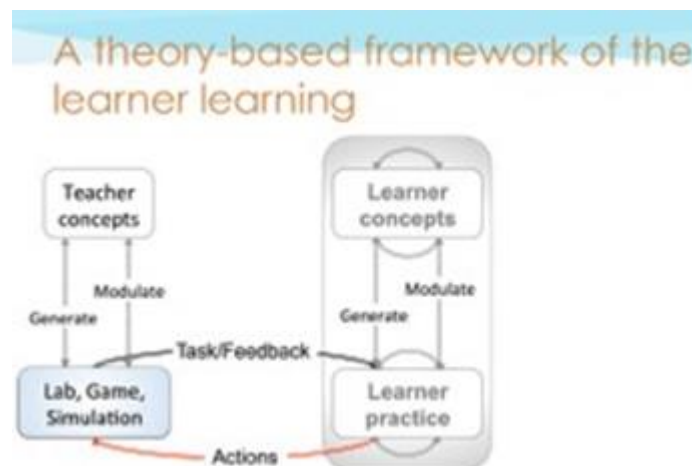 A theory-based framework of the
learner learning
Teacher
concepts
Learner
concepts
Modulate
Generate
Modulate
Generate
Task/Feedback
Lab, Game,
Simulation
Learner
practice
Actions